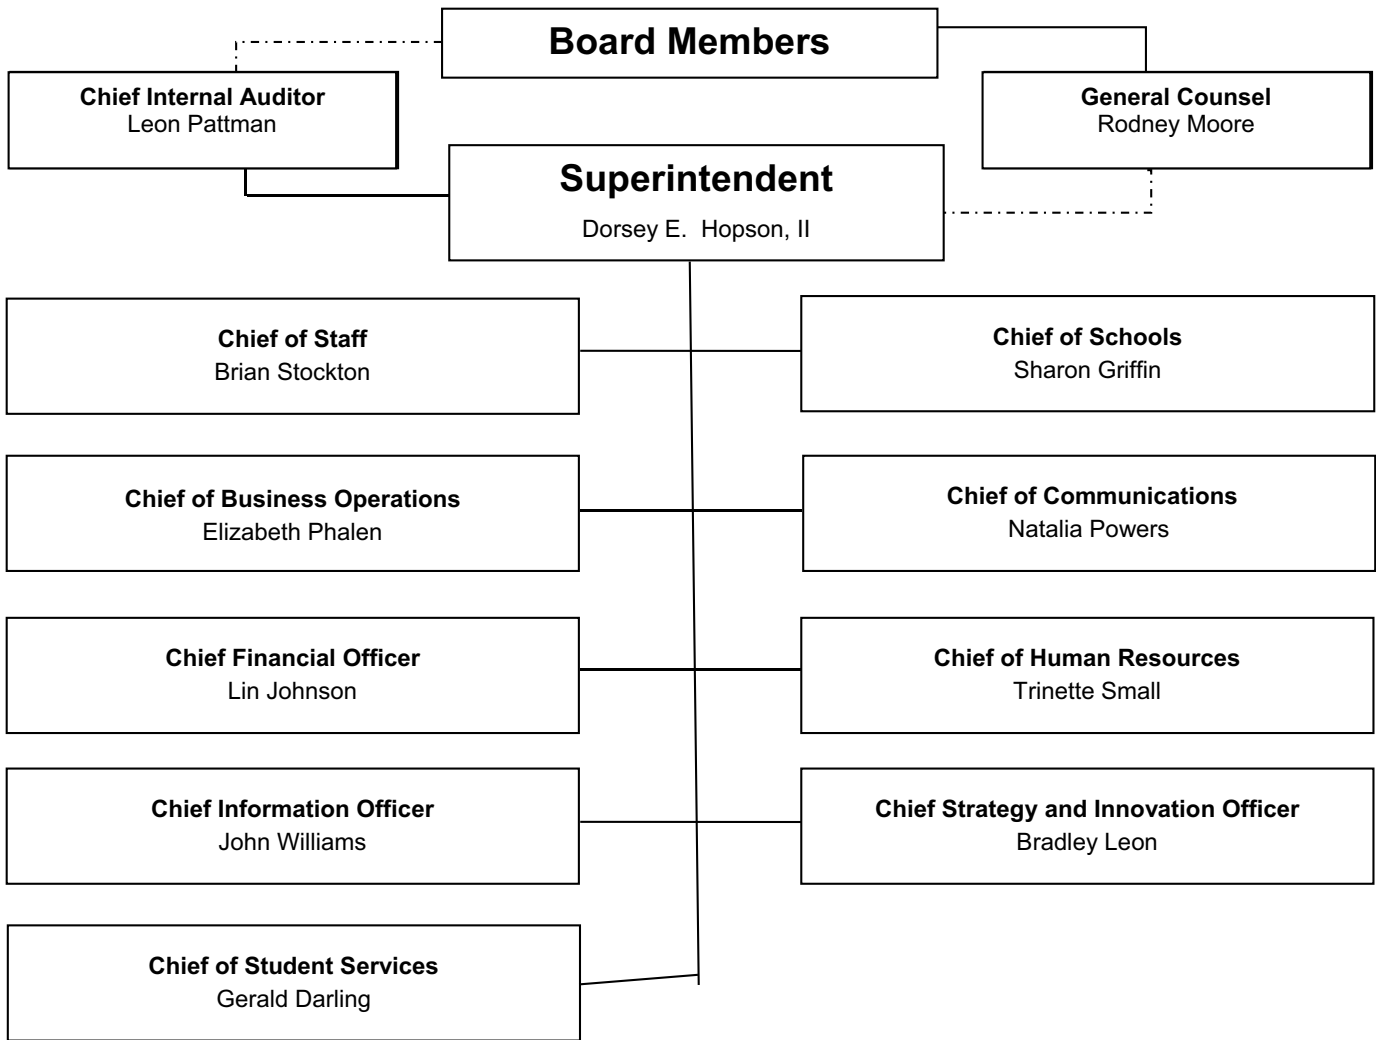 Board Members
Chief Internal Auditor
Leon Pattman
General Counsel
Rodney Moore
Superintendent
Dorsey E. Hopson, II
Chief of Staff
Brian Stockton
Chief of Schools
Sharon Griffin
Chief of Business Operations
Elizabeth Phalen
Chief of Communications
Natalia Powers
Chief Financial Officer
Lin Johnson
Chief of Human Resources
Trinette Small
Chief Information Officer
John Williams
Chief Strategy and Innovation Officer
Bradley Leon
Chief of Student Services
Gerald Darling